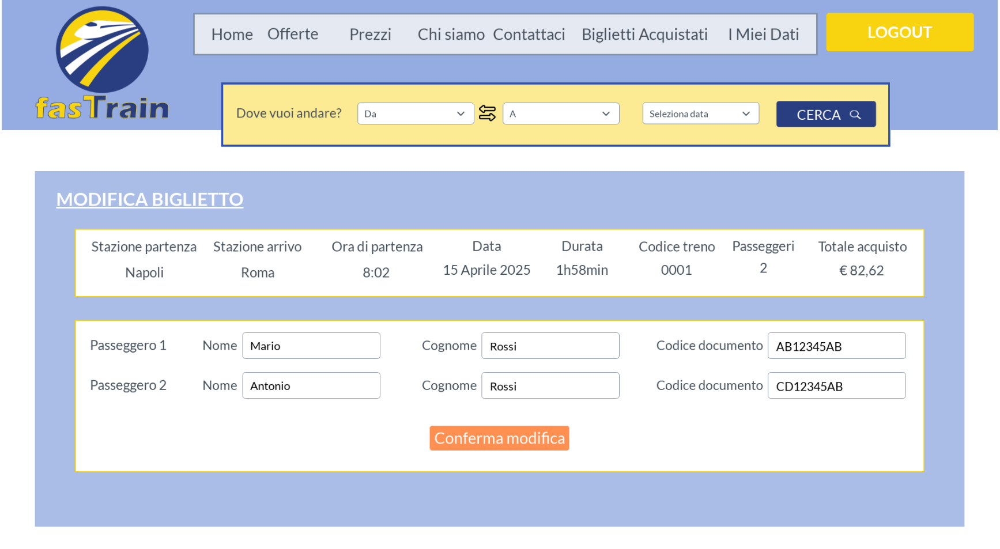 fasTrain
Home Offerte Prezzi Chi siamo Contattaci Biglietti Acquistati I Miei Dati
LOGOUT
Dove vuoi andare? Da A Seleziona data CERCA
MODIFICA BIGLIETTO
Stazione partenza Stazione arrivo Ora di partenza Data Durata Codice treno Passeggeri Totale acquisto
Napoli Roma 8:02 15 Aprile 2025 1h58min 0001 2 € 82,62
Passeggero 1 Nome Mario Cognome Rossi Codice documento AB12345AB
Passeggero 2 Nome Antonio Cognome Rossi Codice documento CD12345AB
Conferma modifica